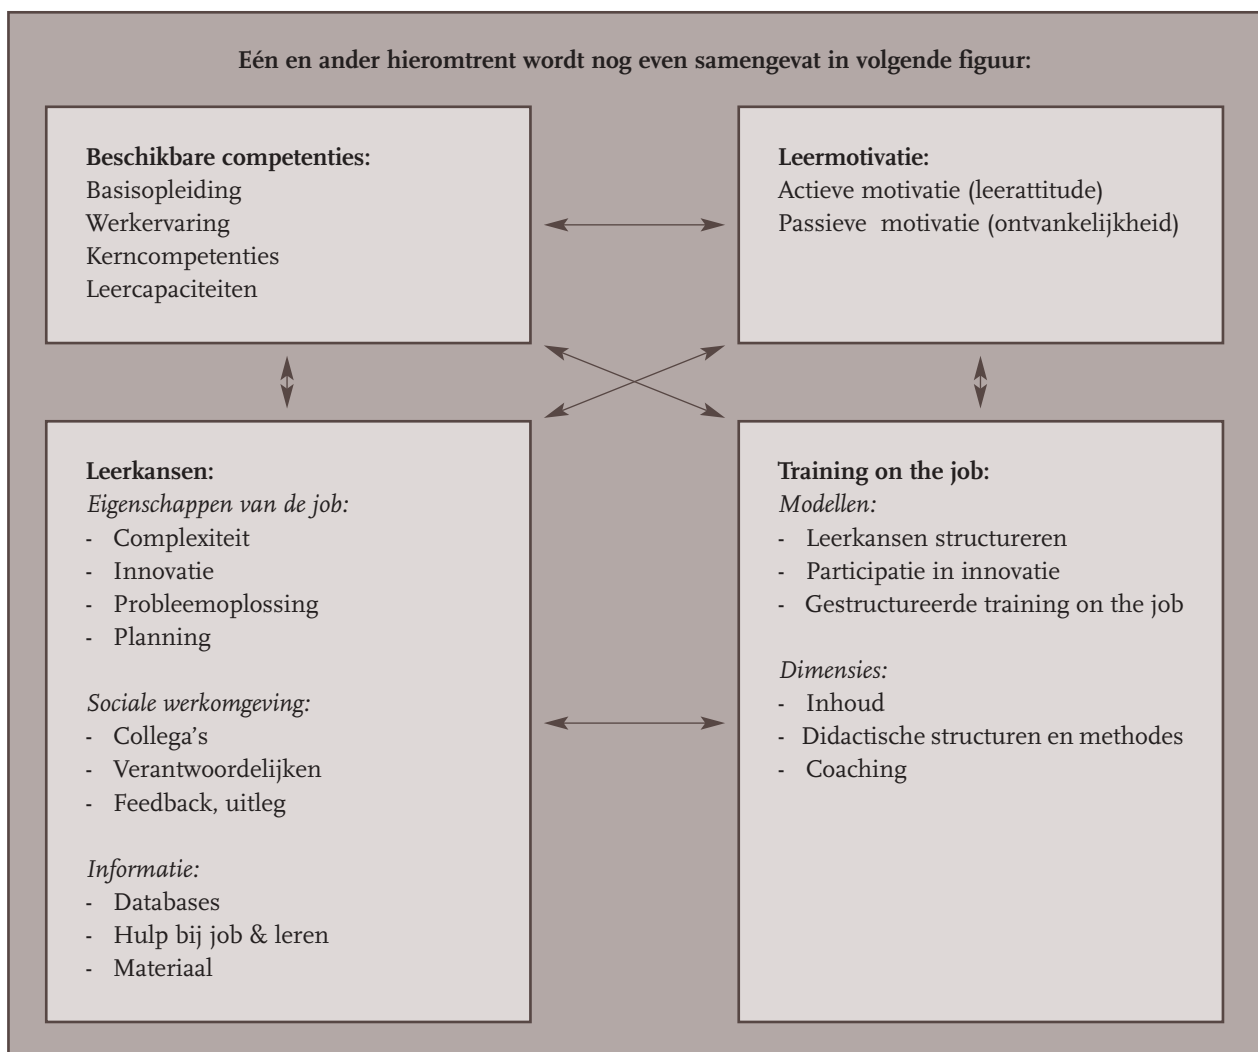 Eén en ander hieromtrent wordt nog even samengevat in volgende figuur:
Beschikbare competenties:
Basisopleiding
Werkervaring
Kerncompetenties
Leercapaciteiten
Leermotivatie:
Actieve motivatie (leerattitude)
Passieve motivatie (ontvankelijkheid)
Leerkansen:
Eigenschappen van de job:
- Complexiteit
- Innovatie
- Probleemoplossing
- Planning
Sociale werkomgeving:
- Collega's
- Verantwoordelijken
- Feedback, uitleg
Informatie:
- Databases
- Hulp bij job & leren
- Materiaal
Training on the job:
Modellen:
- Leerkansen structureren
- Participatie in innovatie
- Gestructureerde training on the job
Dimensies:
- Inhoud
- Didactische structuren en methodes
- Coaching